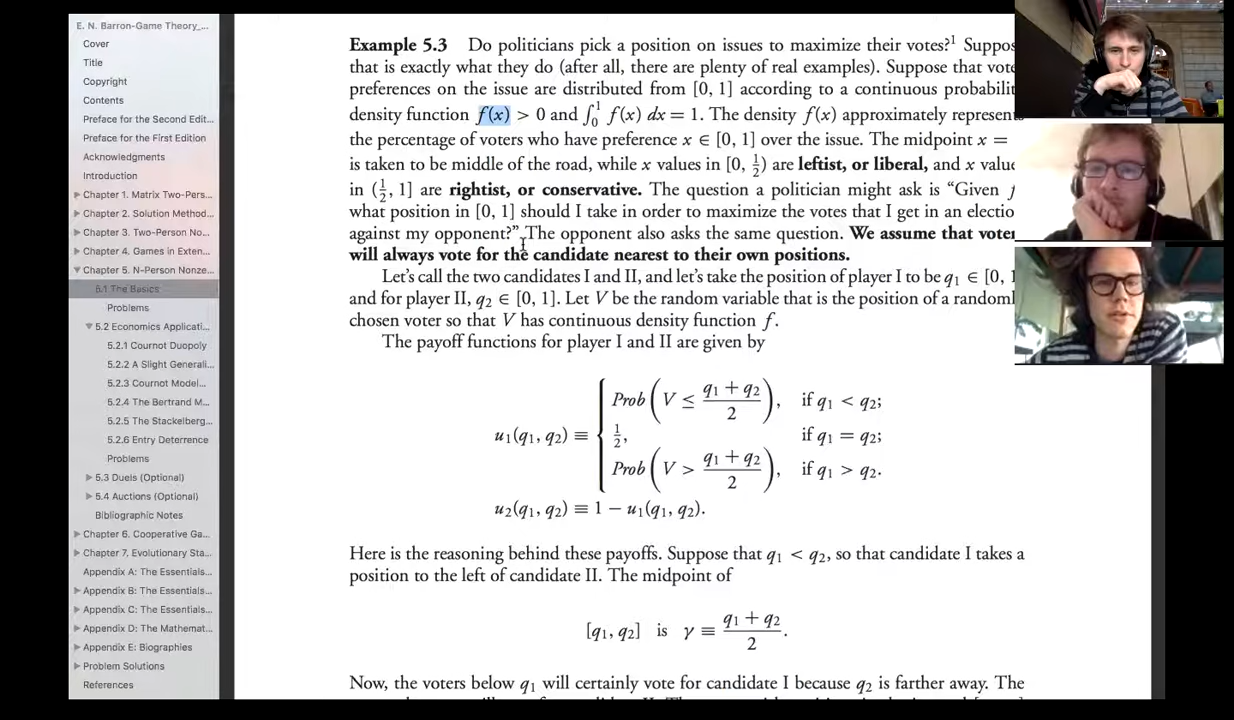 E. N. Barron-Game Theory_...
Cover
Title
Copyright
Contents
Preface for the Second Edit...
Preface for the First Edition
Acknowledgments
Introduction
Chapter 1. Matrix Two-Pers...
Chapter 2. Solution Method...
Chapter 3. Two-Person No...
Chapter 4. Games in Exten...
Chapter 5. N-Person Nonze...
5.1 The Basics
Problems
5.2 Economics Applicati...
5.2.1 Cournot Duopoly
5.2.2 A Slight Generali...
5.2.3 Cournot Model...
5.2.4 The Bertrand M...
5.2.5 The Stackelberg...
5.2.6 Entry Deterrence
Problems
5.3 Duels (Optional)
5.4 Auctions (Optional)
Bibliographic Notes
Chapter 6. Cooperative Ga...
Chapter 7, Evolutionary Sta...
Appendix A: The Essentials...
Appendix B: The Essentials...
Appendix C: The Essentials...
Appendix D: The Mathemat...
Appendix E: Biographies
Problem Solutions
References
Example 5.3 Do politicians pick a position on issues to maximize their votes?¹ Suppos
that is exactly what they do (after all, there are plenty of real examples). Suppose that vote
preferences on the issue are distributed from [0, 1] according to a continuous probabilit
density function f(x) > 0 and ∫₀¹ f(x) dx = 1. The density f(x) approximately represent
the percentage of voters who have preference x ∈ [0, 1] over the issue. The midpoint x =
is taken to be middle of the road, while x values in [0, ½) are leftist, or liberal, and x value
in (½, 1] are rightist, or conservative. The question a politician might ask is “Given f
what position in [0, 1] should I take in order to maximize the votes that I get in an electio
against my opponent?” The opponent also asks the same question. We assume that voter
will always vote for the candidate nearest to their own positions.
Let’s call the two candidates I and II, and let’s take the position of player I to be q₁ ∈ [0, 1
and for player II, q₂ ∈ [0, 1]. Let V be the random variable that is the position of a randoml
chosen voter so that V has continuous density function f.
The payoff functions for player I and II are given by
Prob(V ≤ (q₁ + q₂)/2), if q₁ < q₂;
u₁(q₁, q₂) ≡ { ½, if q₁ = q₂;
Prob(V > (q₁ + q₂)/2), if q₁ > q₂.
u₂(q₁, q₂) ≡ 1 − u₁(q₁, q₂).
Here is the reasoning behind these payoffs. Suppose that q₁ < q₂, so that candidate I takes a
position to the left of candidate II. The midpoint of
[q₁, q₂] is γ ≡ (q₁ + q₂)/2.
Now, the voters below q₁ will certainly vote for candidate I because q₂ is farther away. The